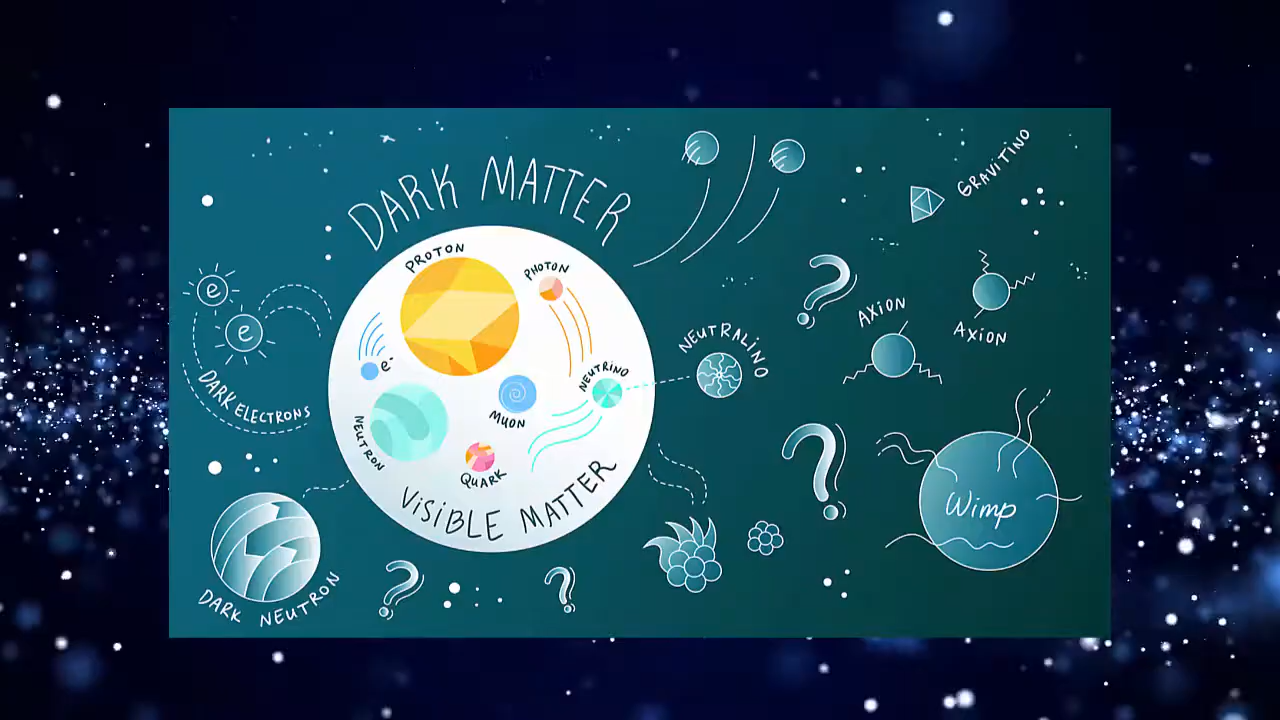 DARK MATTER
PROTON
PHOTON
e-
NEUTRINO
MUON
NEUTRON
QUARK
VISIBLE MATTER
e
e
DARK ELECTRONS
DARK NEUTRON
?
?
NEUTRALINO
?
?
GRAVITINO
AXION
AXION
Wimp